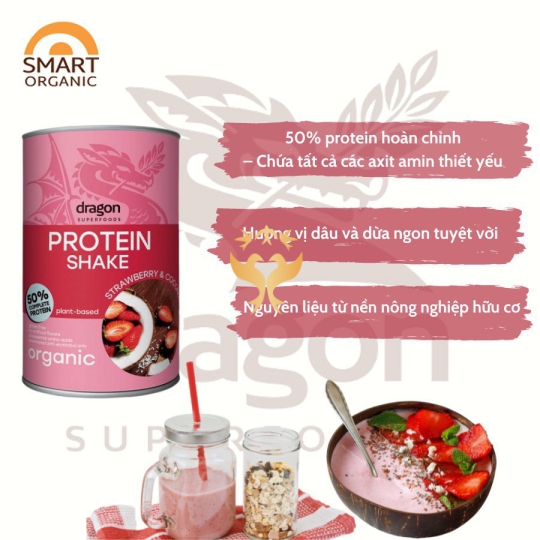 SMART
ORGANIC
50% protein hoàn chỉnh
– Chứa tất cả các axit amin thiết yếu
Hương vị dâu và dừa ngon tuyệt vời
Nguyên liệu từ nền nông nghiệp hữu cơ
dragon
SUPERFOODS
PROTEIN
SHAKE
STRAWBERRY &
50%
COMPLETE
PROTEIN
plant-based
organic
dragon
SUPERFOO